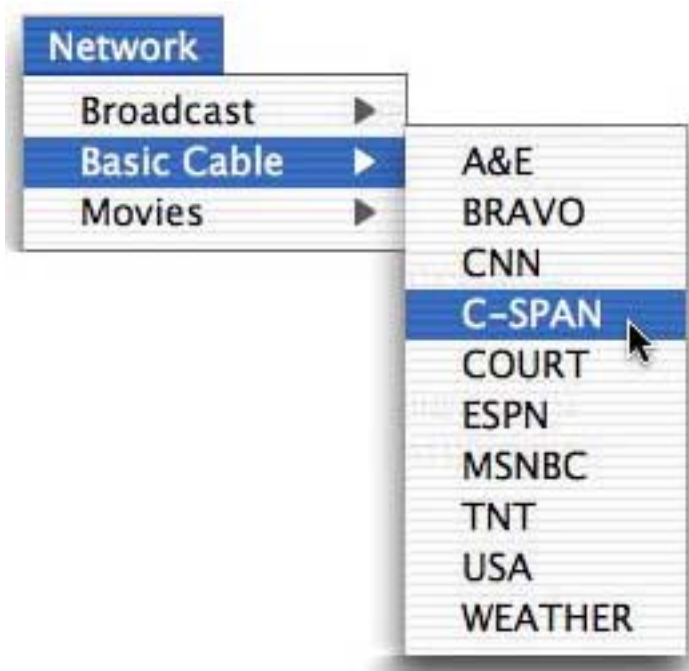 Network
Broadcast
Basic Cable
Movies
A&E
BRAVO
CNN
C-SPAN
COURT
ESPN
MSNBC
TNT
USA
WEATHER